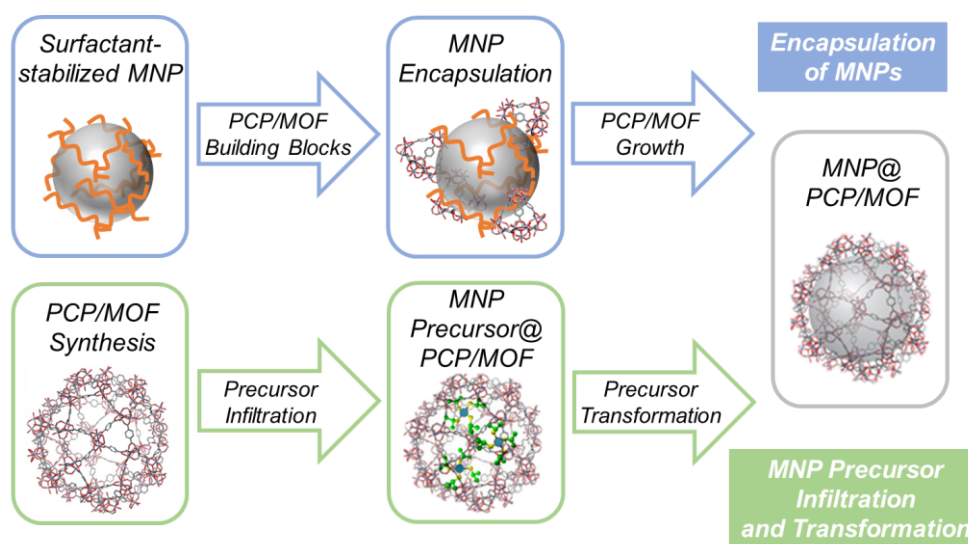 Surfactant-
stabilized MNP
PCP/MOF
Building Blocks
MNP
Encapsulation
PCP/MOF
Growth
Encapsulation
of MNPs
MNP@
PCP/MOF
PCP/MOF
Synthesis
Precursor
Infiltration
MNP
Precursor@
PCP/MOF
Precursor
Transformation
MNP Precursor
Infiltration
and Transformation